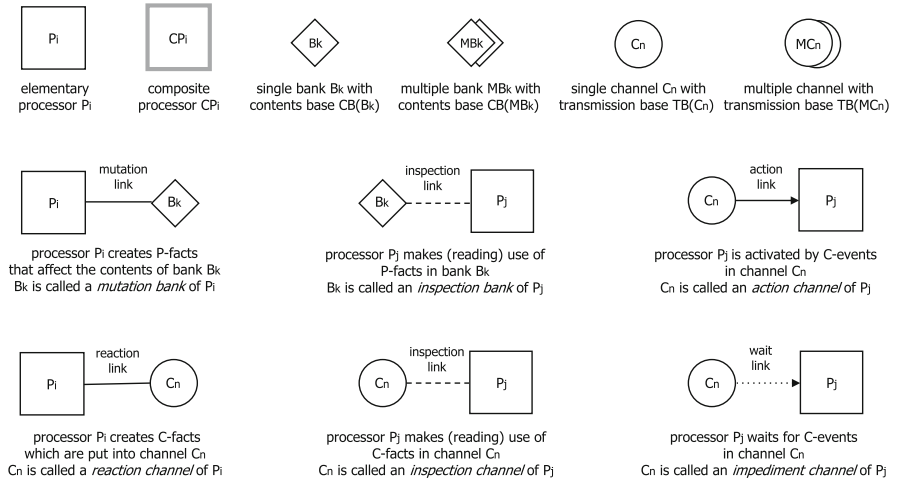 Pi
CPi
Bk
MBk
Cn
MCn
elementary
processor Pi
composite
processor CPi
single bank Bk with
contents base CB(Bk)
multiple bank MBk with
contents base CB(MBk)
single channel Cn with
transmission base TB(Cn)
multiple channel with
transmission base TB(MCn)
Pi
mutation
link
Bk
processor Pi creates P-facts
that affect the contents of bank Bk
Bk is called a mutation bank of Pi
Bk
inspection
link
Pj
processor Pj makes (reading) use of
P-facts in bank Bk
Bk is called an inspection bank of Pj
Cn
action
link
Pj
processor Pj is activated by C-events
in channel Cn
Cn is called an action channel of Pj
Pi
reaction
link
Cn
processor Pi creates C-facts
which are put into channel Cn
Cn is called a reaction channel of Pi
Cn
inspection
link
Pj
processor Pj makes (reading) use of
C-facts in channel Cn
Cn is called an inspection channel of Pj
Cn
wait
link
Pj
processor Pj waits for C-events
in channel Cn
Cn is called an impediment channel of Pj